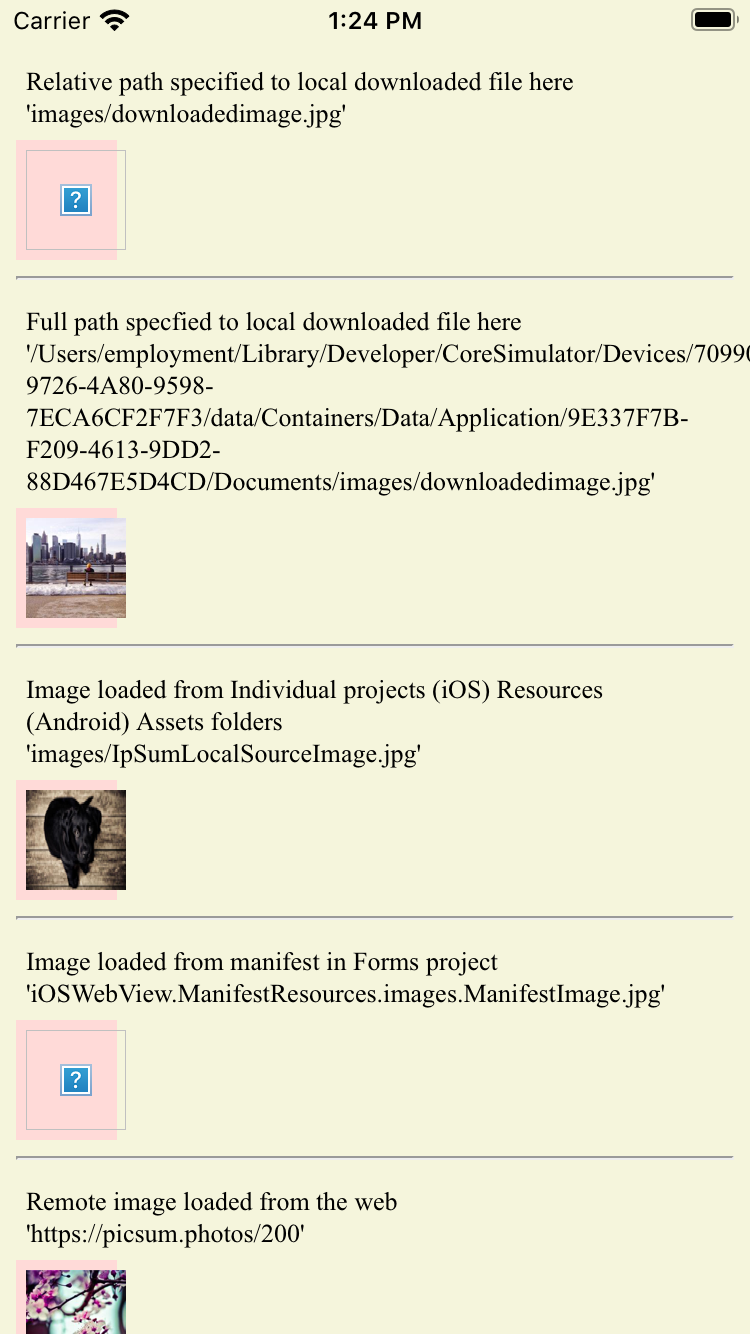 Carrier 1:24 PM
Relative path specified to local downloaded file here
'images/downloadedimage.jpg'
?
Full path specfied to local downloaded file here
'/Users/employment/Library/Developer/CoreSimulator/Devices/7099
9726-4A80-9598-
7ECA6CF2F7F3/data/Containers/Data/Application/9E337F7B-
F209-4613-9DD2-
88D467E5D4CD/Documents/images/downloadedimage.jpg'
Image loaded from Individual projects (iOS) Resources
(Android) Assets folders
'images/IpSumLocalSourceImage.jpg'
Image loaded from manifest in Forms project
'iOSWebView.ManifestResources.images.ManifestImage.jpg'
?
Remote image loaded from the web
'https://picsum.photos/200'